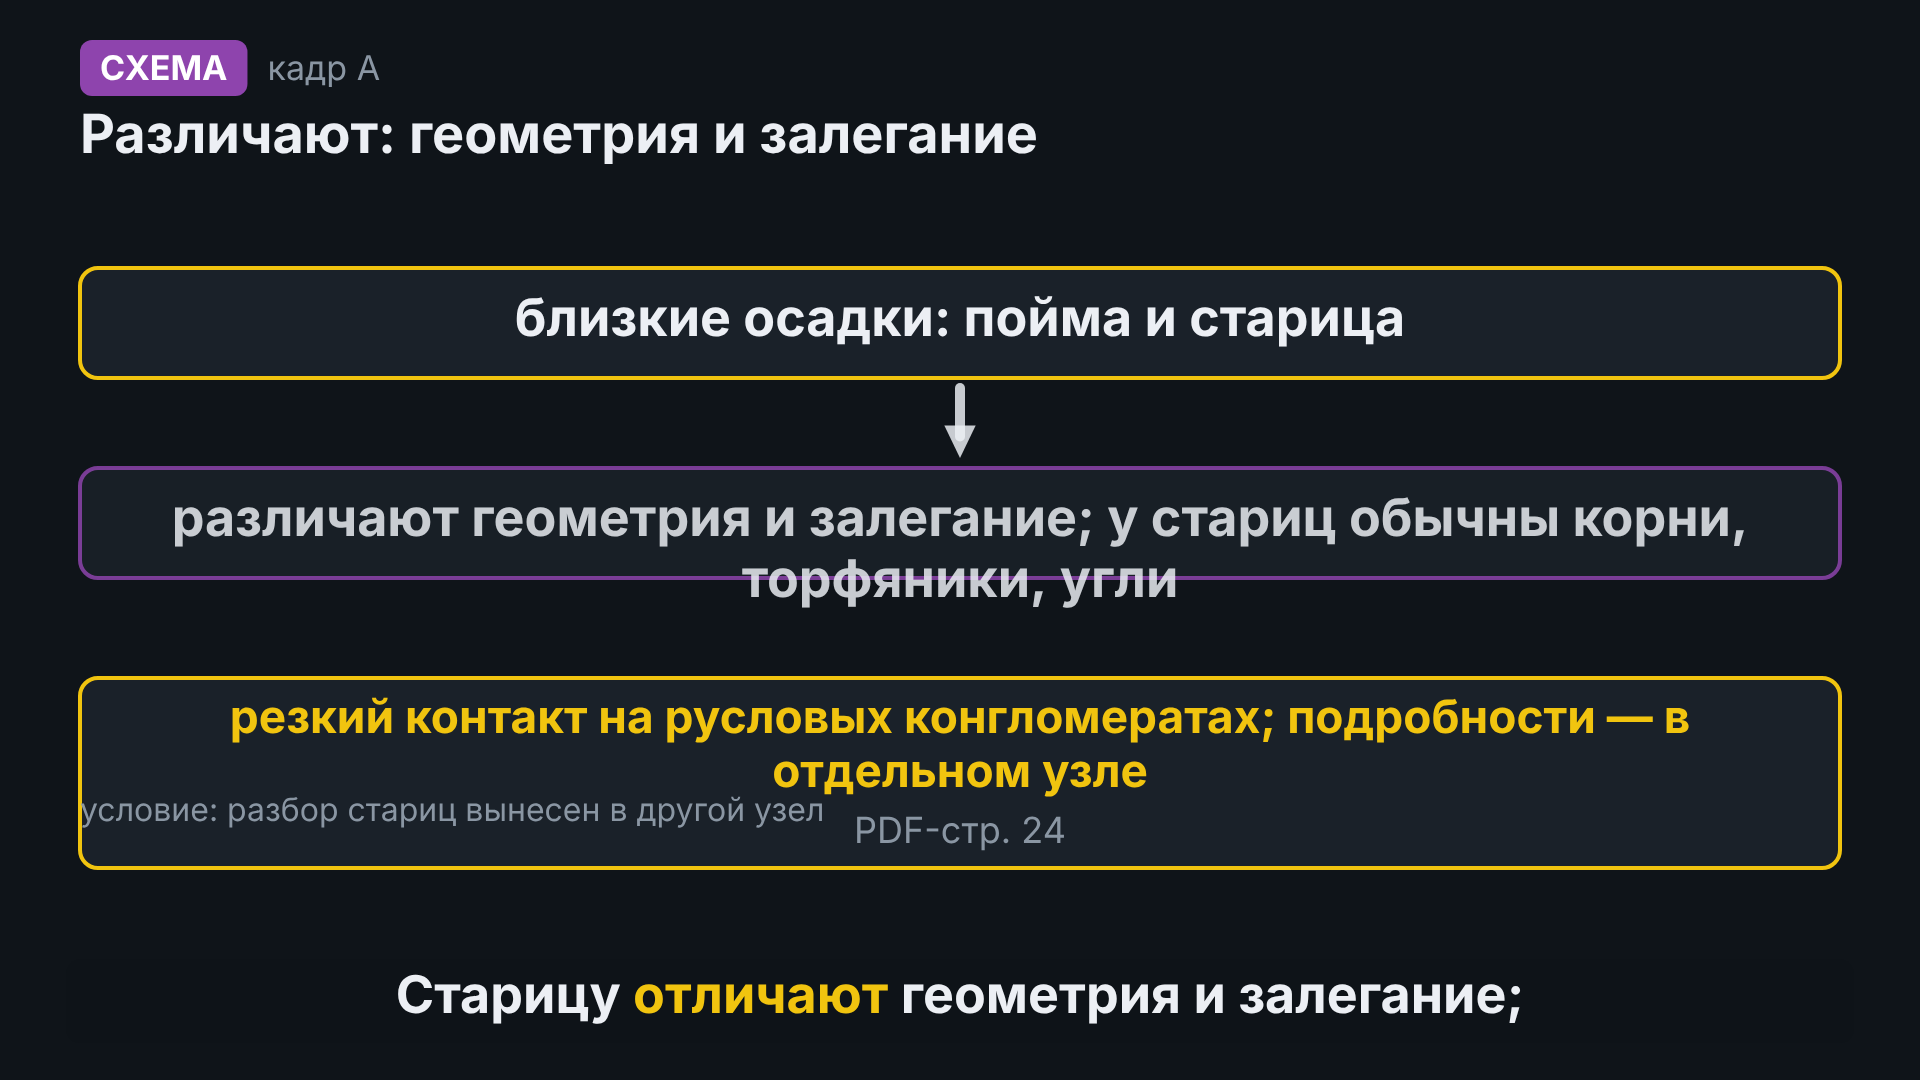 СХЕМА кадр А
Различают: геометрия и залегание
близкие осадки: пойма и старица
различают геометрия и залегание; у стариц обычны корни,
торфяники, угли
резкий контакт на русловых конгломератах; подробности — в
отдельном узле
условие: разбор стариц вынесен в другой узел
PDF-стр. 24
Старицу отличают геометрия и залегание;